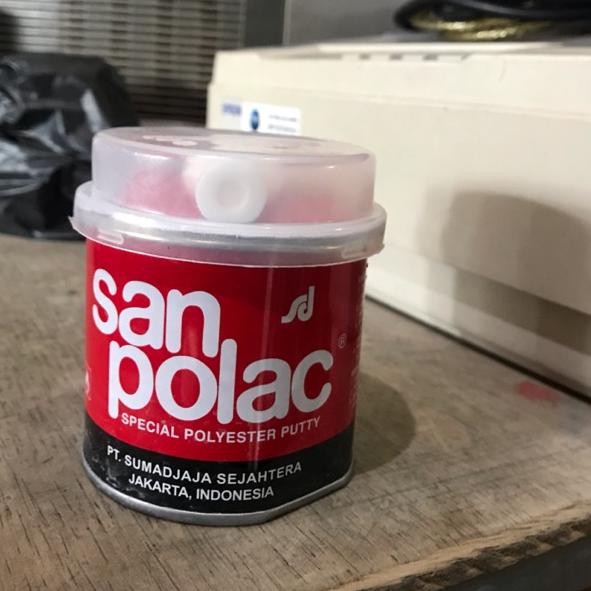 san
polac
®
SPECIAL POLYESTER PUTTY
PT. SUMADJAJA SEJAHTERA
JAKARTA, INDONESIA